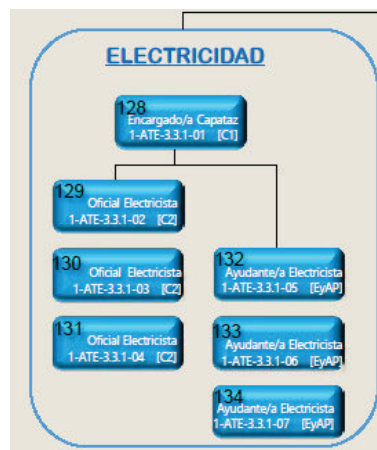 ELECTRICIDAD
128
Encargado/a Capataz
1-ATE-3.3.1-01 [C1]
129
Oficial Electricista
1-ATE-3.3.1-02 [C2]
130
Oficial Electricista
1-ATE-3.3.1-03 [C2]
131
Oficial Electricista
1-ATE-3.3.1-04 [C2]
132
Ayudante/a Electricista
1-ATE-3.3.1-05 [EyAP]
133
Ayudante/a Electricista
1-ATE-3.3.1-06 [EyAP]
134
Ayudante/a Electricista
1-ATE-3.3.1-07 [EyAP]